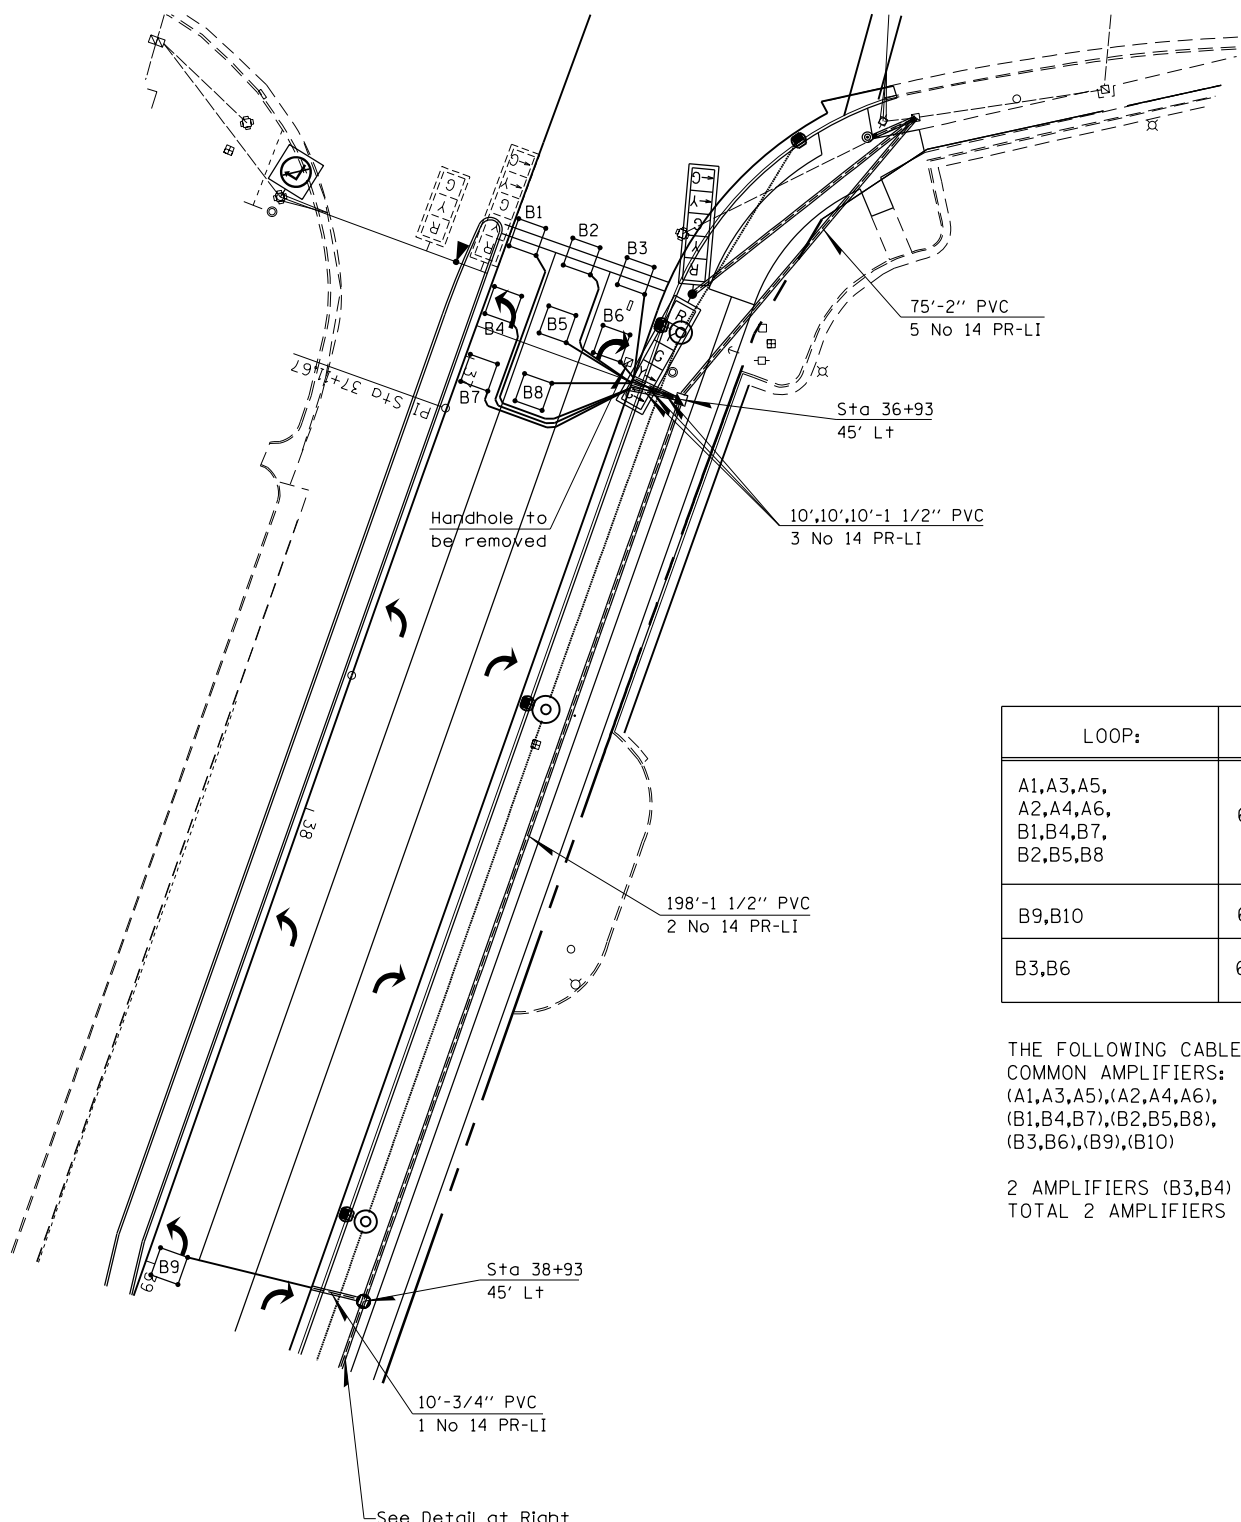 G
Y
R
G
Y
G
Y
R
B1
B2
B3
G
Y
G
Y
R
B4
B5
B6
R
Y
G
Y
G
B7
B8
PI Sta 37+11.67
75'-2" PVC
5 No 14 PR-LI
Sta 36+93
45' Lt
Handhole to
be removed
10',10',10'-1 1/2" PVC
3 No 14 PR-LI
LOOP:
A1,A3,A5,
A2,A4,A6,
B1,B4,B7,
B2,B5,B8
6
B9,B10
6
B3,B6
6
38
198'-1 1/2" PVC
2 No 14 PR-LI
THE FOLLOWING CABLE
COMMON AMPLIFIERS:
(A1,A3,A5),(A2,A4,A6),
(B1,B4,B7),(B2,B5,B8),
(B3,B6),(B9),(B10)
2 AMPLIFIERS (B3,B4)
TOTAL 2 AMPLIFIERS
B9
Sta 38+93
45' Lt
10'-3/4" PVC
1 No 14 PR-LI
See Detail at Right